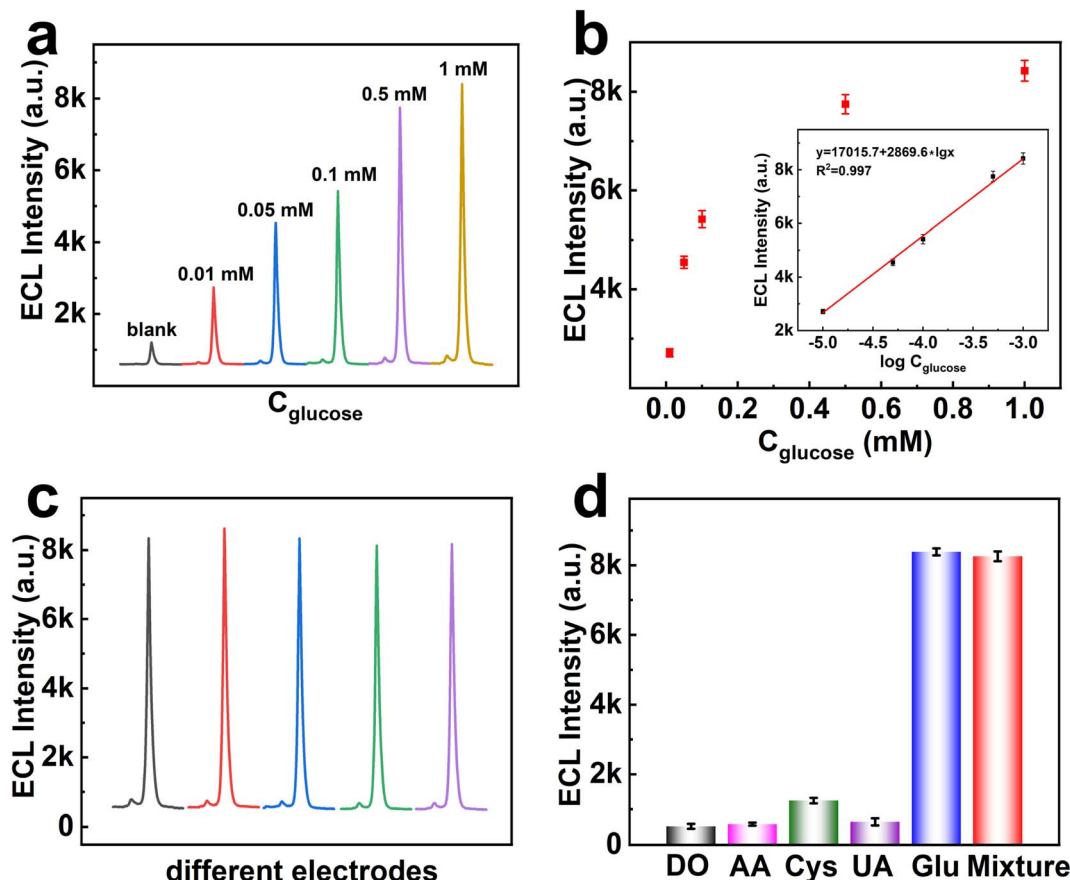 a
ECL Intensity (a.u.)
8k
6k
4k
2k
blank
0.01 mM
0.05 mM
0.1 mM
0.5 mM
1 mM
Cglucose
b
ECL Intensity (a.u.)
8k
6k
4k
0.0 0.2 0.4 0.6 0.8 1.0
Cglucose (mM)
y=17015.7+2869.6*lgx
R²=0.997
ECL Intensity (a.u.)
8k
6k
4k
2k
-5.0 -4.5 -4.0 -3.5 -3.0
log Cglucose
c
ECL Intensity (a.u.)
8k
6k
4k
2k
0
different electrodes
d
ECL Intensity (a.u.)
8k
6k
4k
2k
0
DO AA Cys UA Glu Mixture